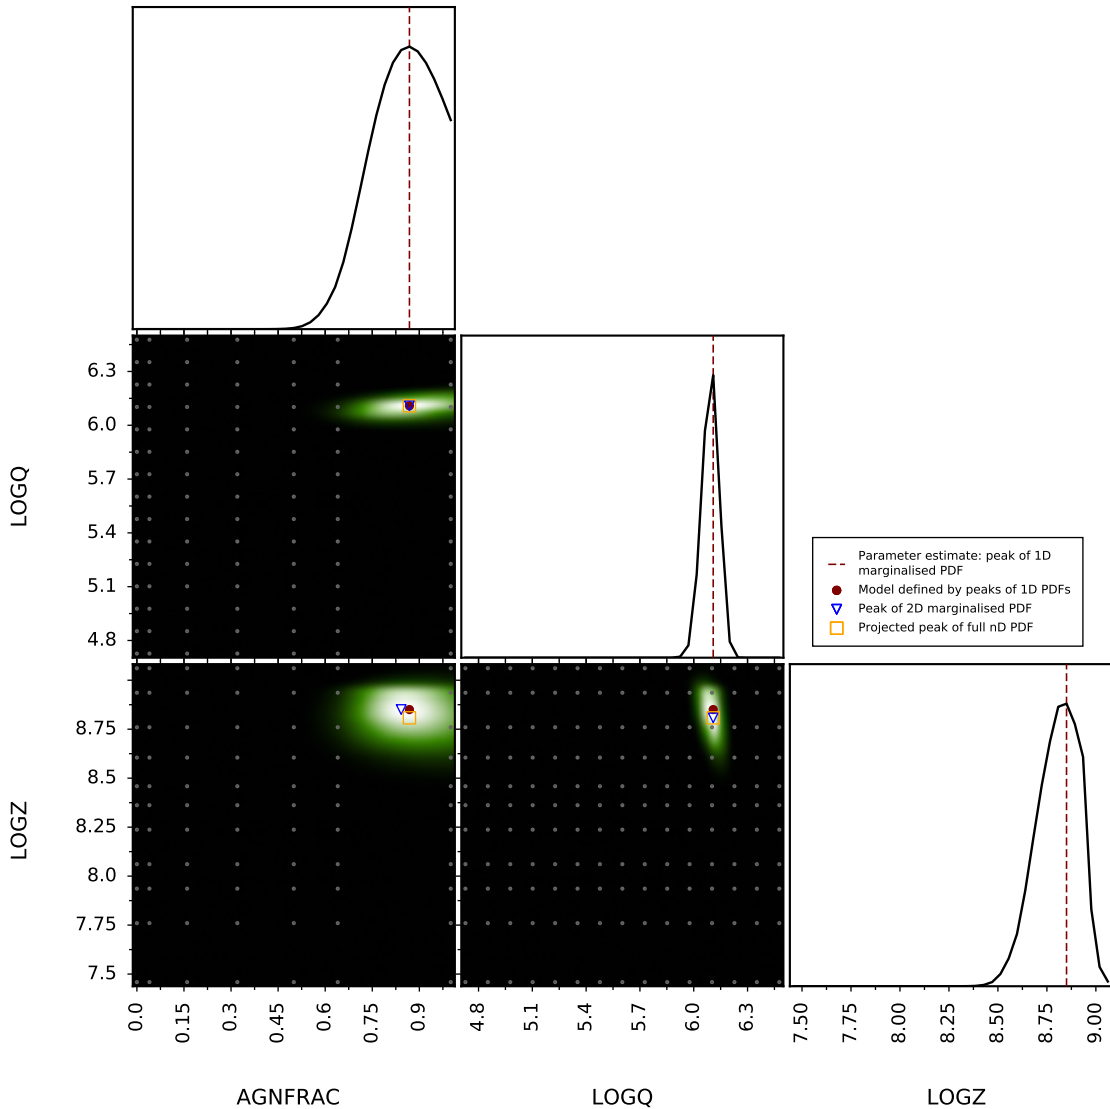 6.3
6.0
5.7
5.4
5.1
4.8
LOGQ
Parameter estimate: peak of 1D
marginalised PDF
Model defined by peaks of 1D PDFs
Peak of 2D marginalised PDF
Projected peak of full nD PDF
8.75
8.5
8.25
8.0
7.75
7.5
LOGZ
0.0 0.15 0.3 0.45 0.6 0.75 0.9
4.8 5.1 5.4 5.7 6.0 6.3
7.50 7.75 8.00 8.25 8.50 8.75 9.00
AGNFRAC LOGQ LOGZ